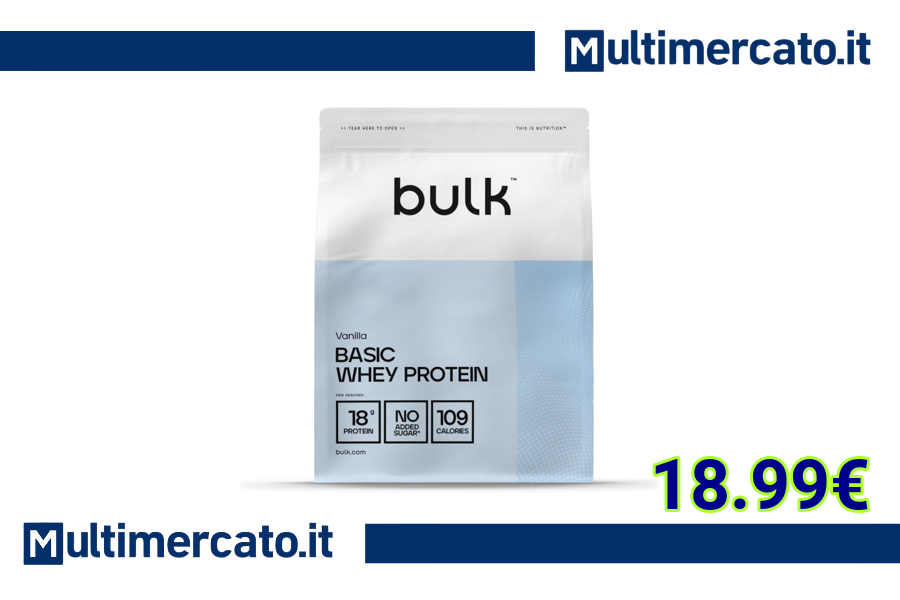 Multimercato.it
>> TEAR HERE TO OPEN >>
THIS IS NUTRITION™
bulk™
Vanilla
BASIC
WHEY PROTEIN
PER SERVING
18g NO 109
PROTEIN ADDED CALORIES
SUGAR*
bulk.com
18.99€
Multimercato.it